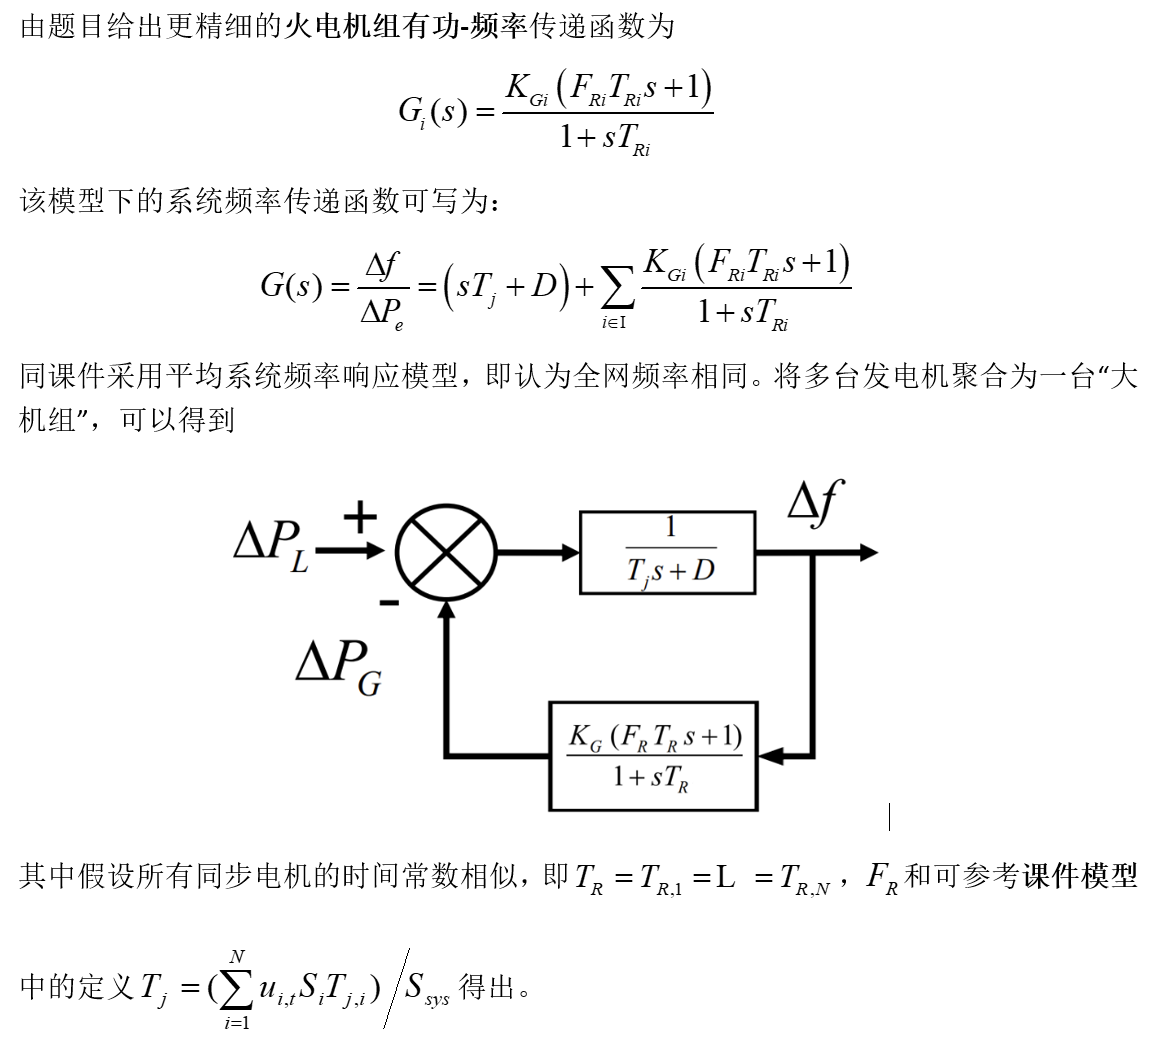 由题目给出更精细的火电机组有功-频率传递函数为
G_i(s) = K_{Gi}(F_{Ri}T_{Ri}s+1) / (1+sT_{Ri})
该模型下的系统频率传递函数可写为：
G(s) = Δf / ΔP_e = (sT_j + D) + ∑_{i∈I} K_{Gi}(F_{Ri}T_{Ri}s+1) / (1+sT_{Ri})
同课件采用平均系统频率响应模型，即认为全网频率相同。将多台发电机聚合为一台“大
机组”，可以得到
ΔP_L
+
-
1 / (T_j s + D)
Δf
ΔP_G
K_G (F_R T_R s+1) / (1+sT_R)
其中假设所有同步电机的时间常数相似，即 T_R = T_{R,1} = L = T_{R,N}，F_R 和可参考课件模型
中的定义 T_j = (∑_{i=1}^{N} u_{i,t}S_iT_{j,i}) / S_{sys} 得出。